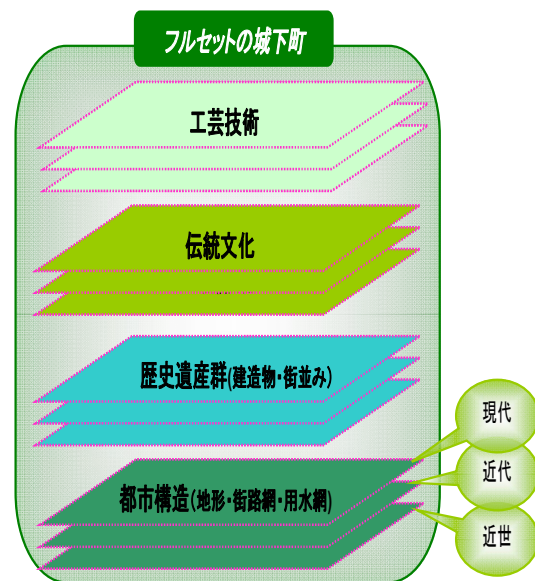 フルセットの城下町
工芸技術
伝統文化
歴史遺産群(建造物・街並み)
都市構造(地形・街路網・用水網)
現代
近代
近世